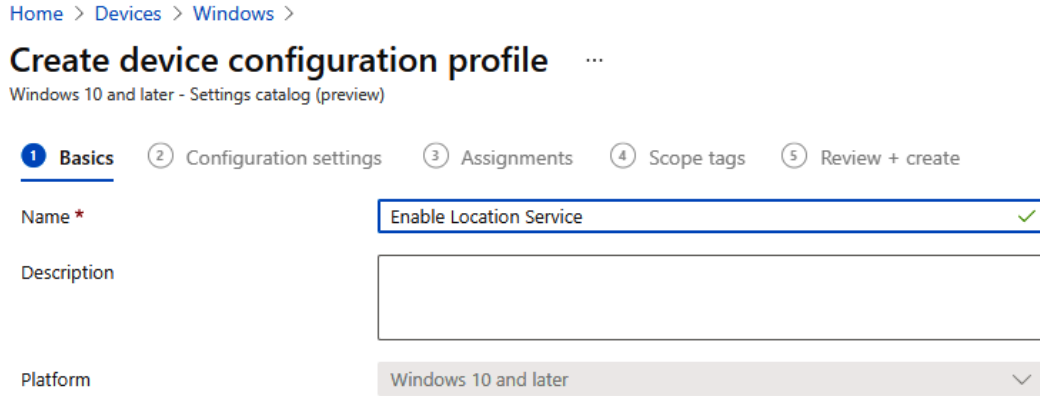 Home > Devices > Windows >
Create device configuration profile ...
Windows 10 and later - Settings catalog (preview)
1 Basics 2 Configuration settings 3 Assignments 4 Scope tags 5 Review + create
Name * Enable Location Service
Description
Platform Windows 10 and later